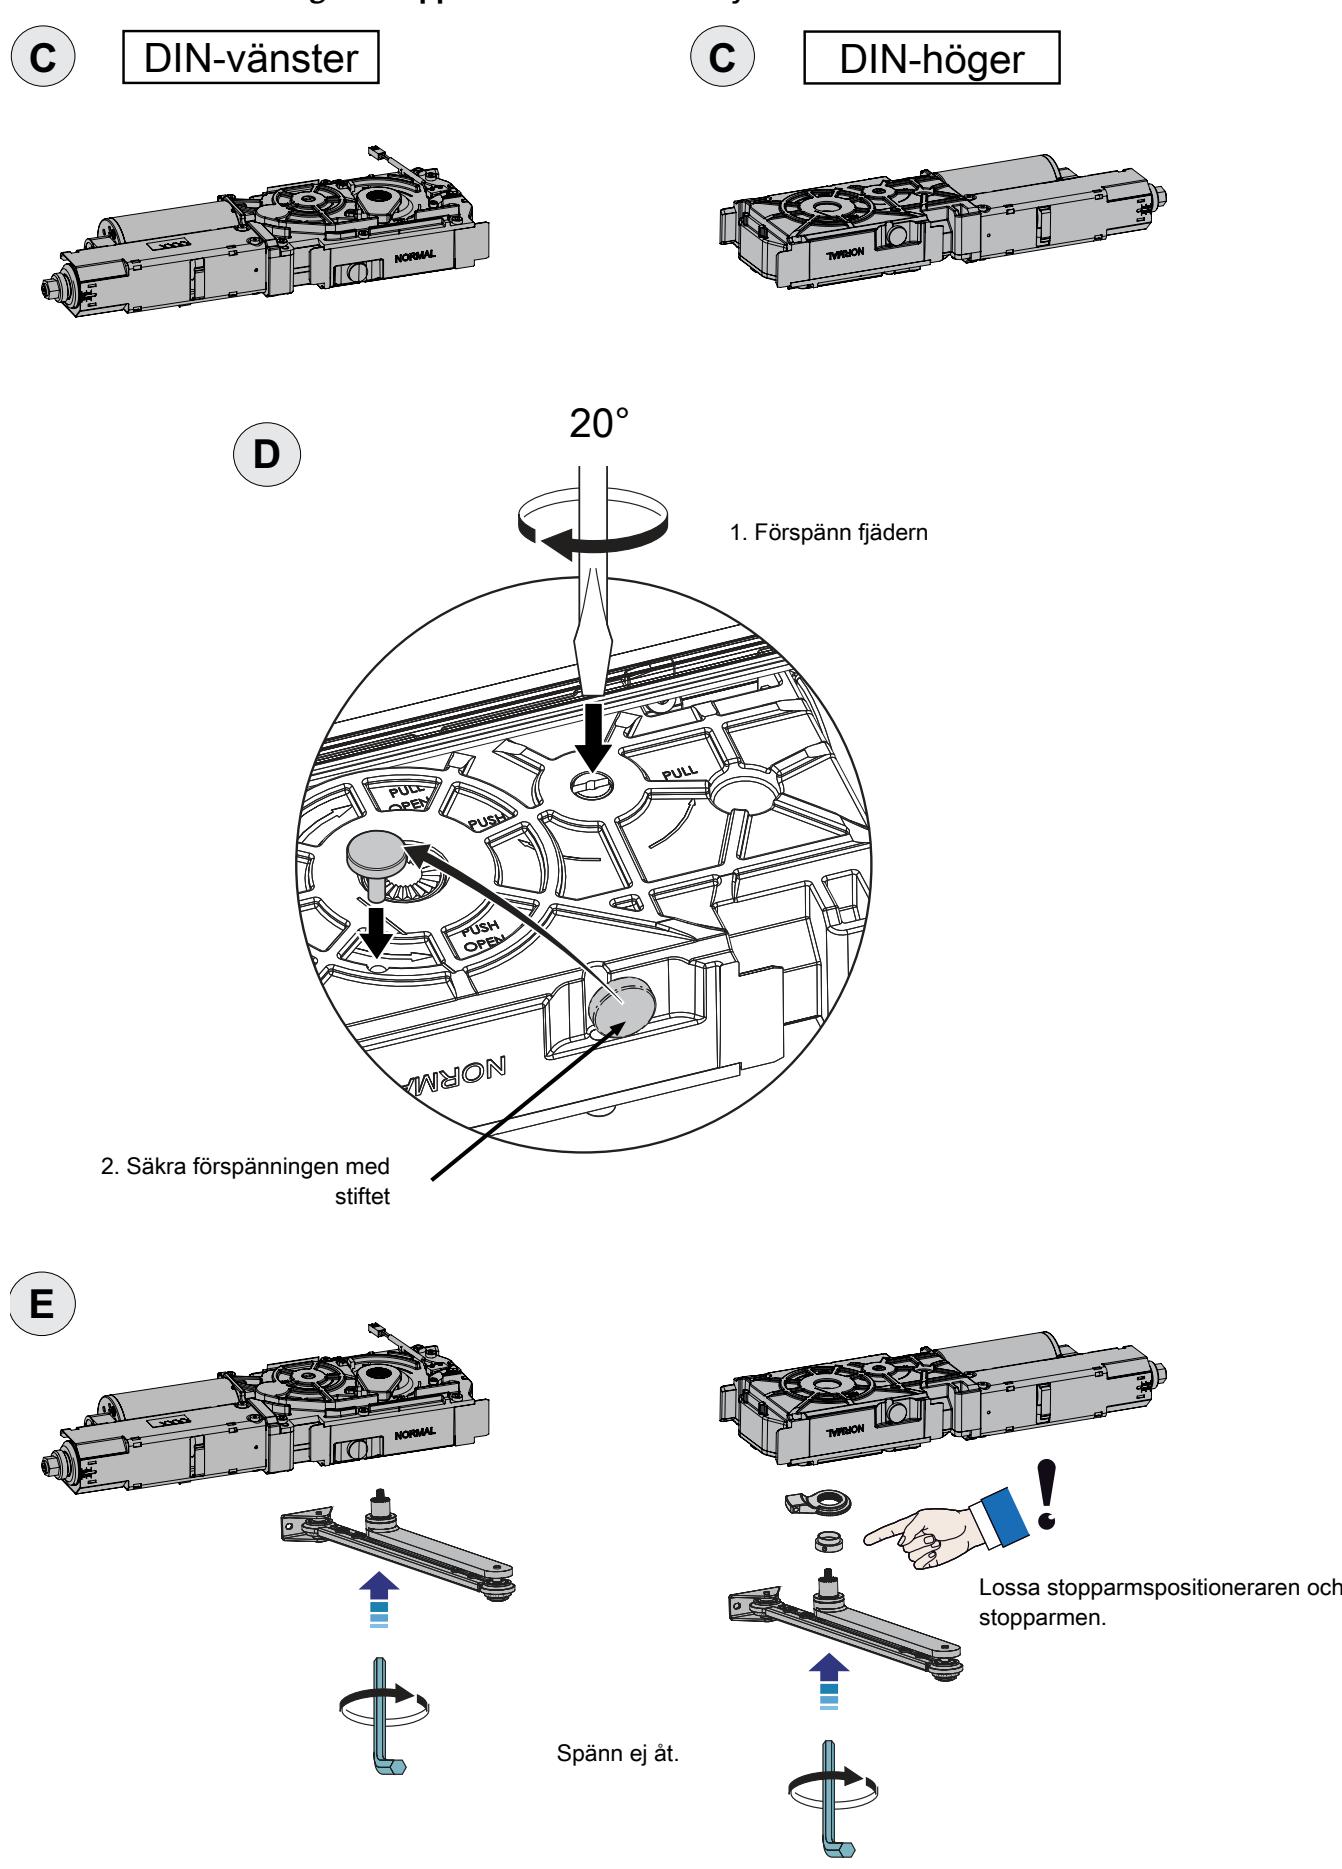 C
DIN-vänster
C
DIN-höger
NORMAL
NORMAL
D
20°
1. Förspänn fjädern
PULL
PULL
OPEN
PUSH
PUSH
OPEN
NORMA
2. Säkra förspänningen med
stiftet
E
NORMAL
NORMAL
Lossa stopparmspositioneraren och
stopparmen.
Spänn ej åt.